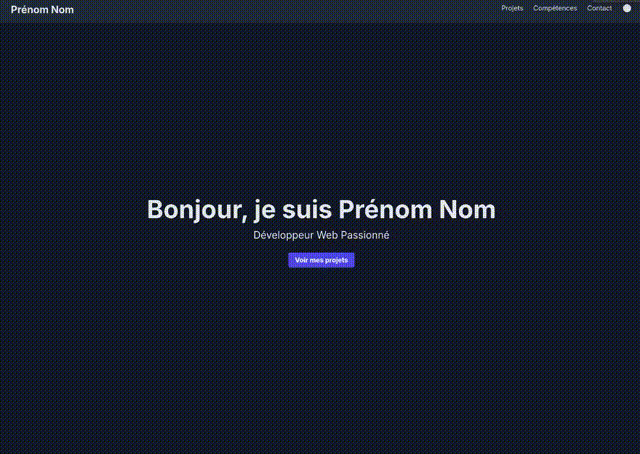 Prénom Nom
Projets Compétences Contact
Bonjour, je suis Prénom Nom
Développeur Web Passionné
Voir mes projets